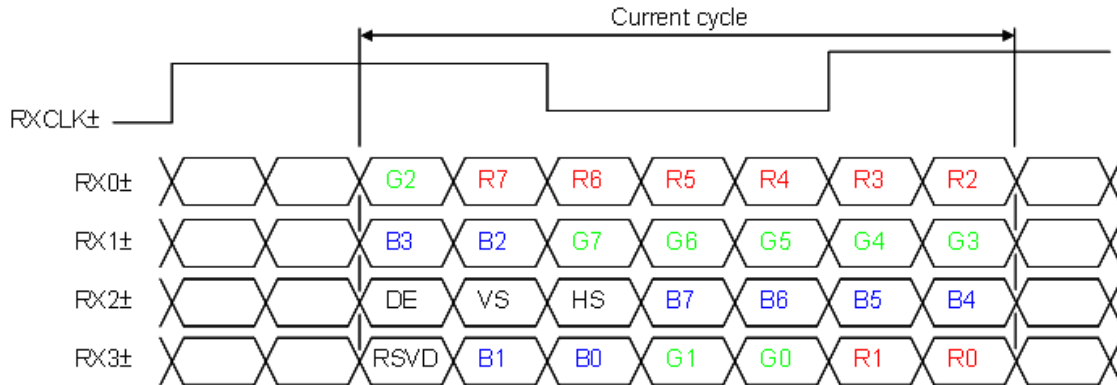 Current cycle
RXCLK±
RX0± G2 R7 R6 R5 R4 R3 R2
RX1± B3 B2 G7 G6 G5 G4 G3
RX2± DE VS HS B7 B6 B5 B4
RX3± RSVD B1 B0 G1 G0 R1 R0